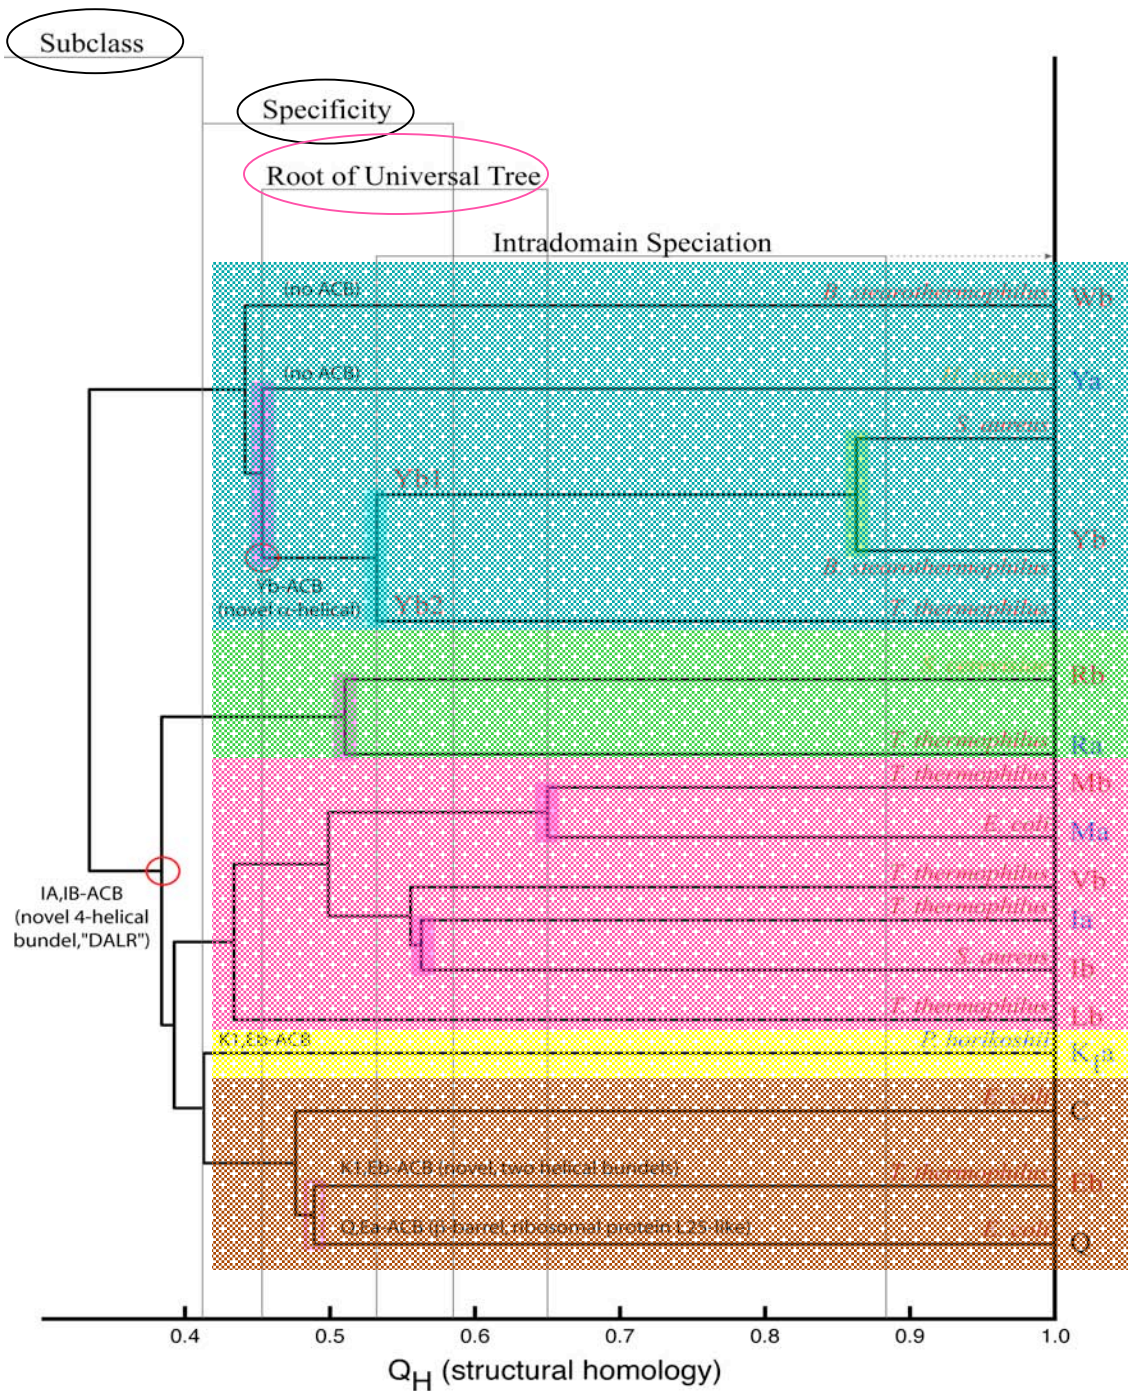 Subclass
Specificity
Root of Universal Tree
Intradomain Speciation
(no ACB)
B. stearothermophilus Wb
(no ACB)
H. sapiens Ya
S. aureus
Yb1
Yb
B. stearothermophilus
Yb-ACB
(novel α-helical)
Yb2
T. thermophilus
S. cerevisiae Rb
T. thermophilus Ra
T. thermophilus Mb
E. coli Ma
T. thermophilus Vb
T. thermophilus Ia
IA,IB-ACB
(novel 4-helical
bundel,"DALR")
S. aureus Ib
T. thermophilus Lb
K1,Eb-ACB
P. horikoshii K1a
E. coli C
K1,Eb-ACB (novel, two helical bundels)
T. thermophilus Eb
Q,Ea-ACB (β-barrel, ribosomal protein L25-like)
E. coli Q
0.4 0.5 0.6 0.7 0.8 0.9 1.0
QH (structural homology)